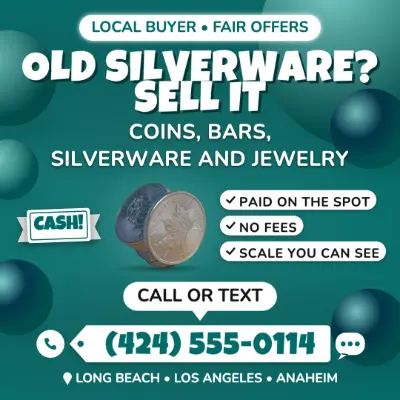 LOCAL BUYER • FAIR OFFERS
OLD SILVERWARE?
SELL IT
COINS, BARS,
SILVERWARE AND JEWELRY
CASH!
PAID ON THE SPOT
NO FEES
SCALE YOU CAN SEE
CALL OR TEXT
(424) 555-0114
LONG BEACH • LOS ANGELES • ANAHEIM